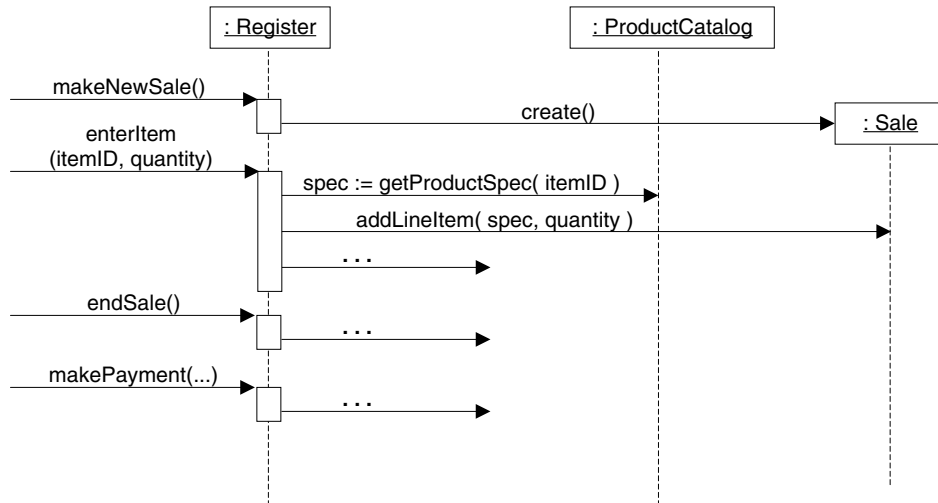 : Register
: ProductCatalog
makeNewSale()
create()
: Sale
enterItem
(itemID, quantity)
spec := getProductSpec( itemID )
addLineItem( spec, quantity )
. . .
endSale()
. . .
makePayment(...)
. . .